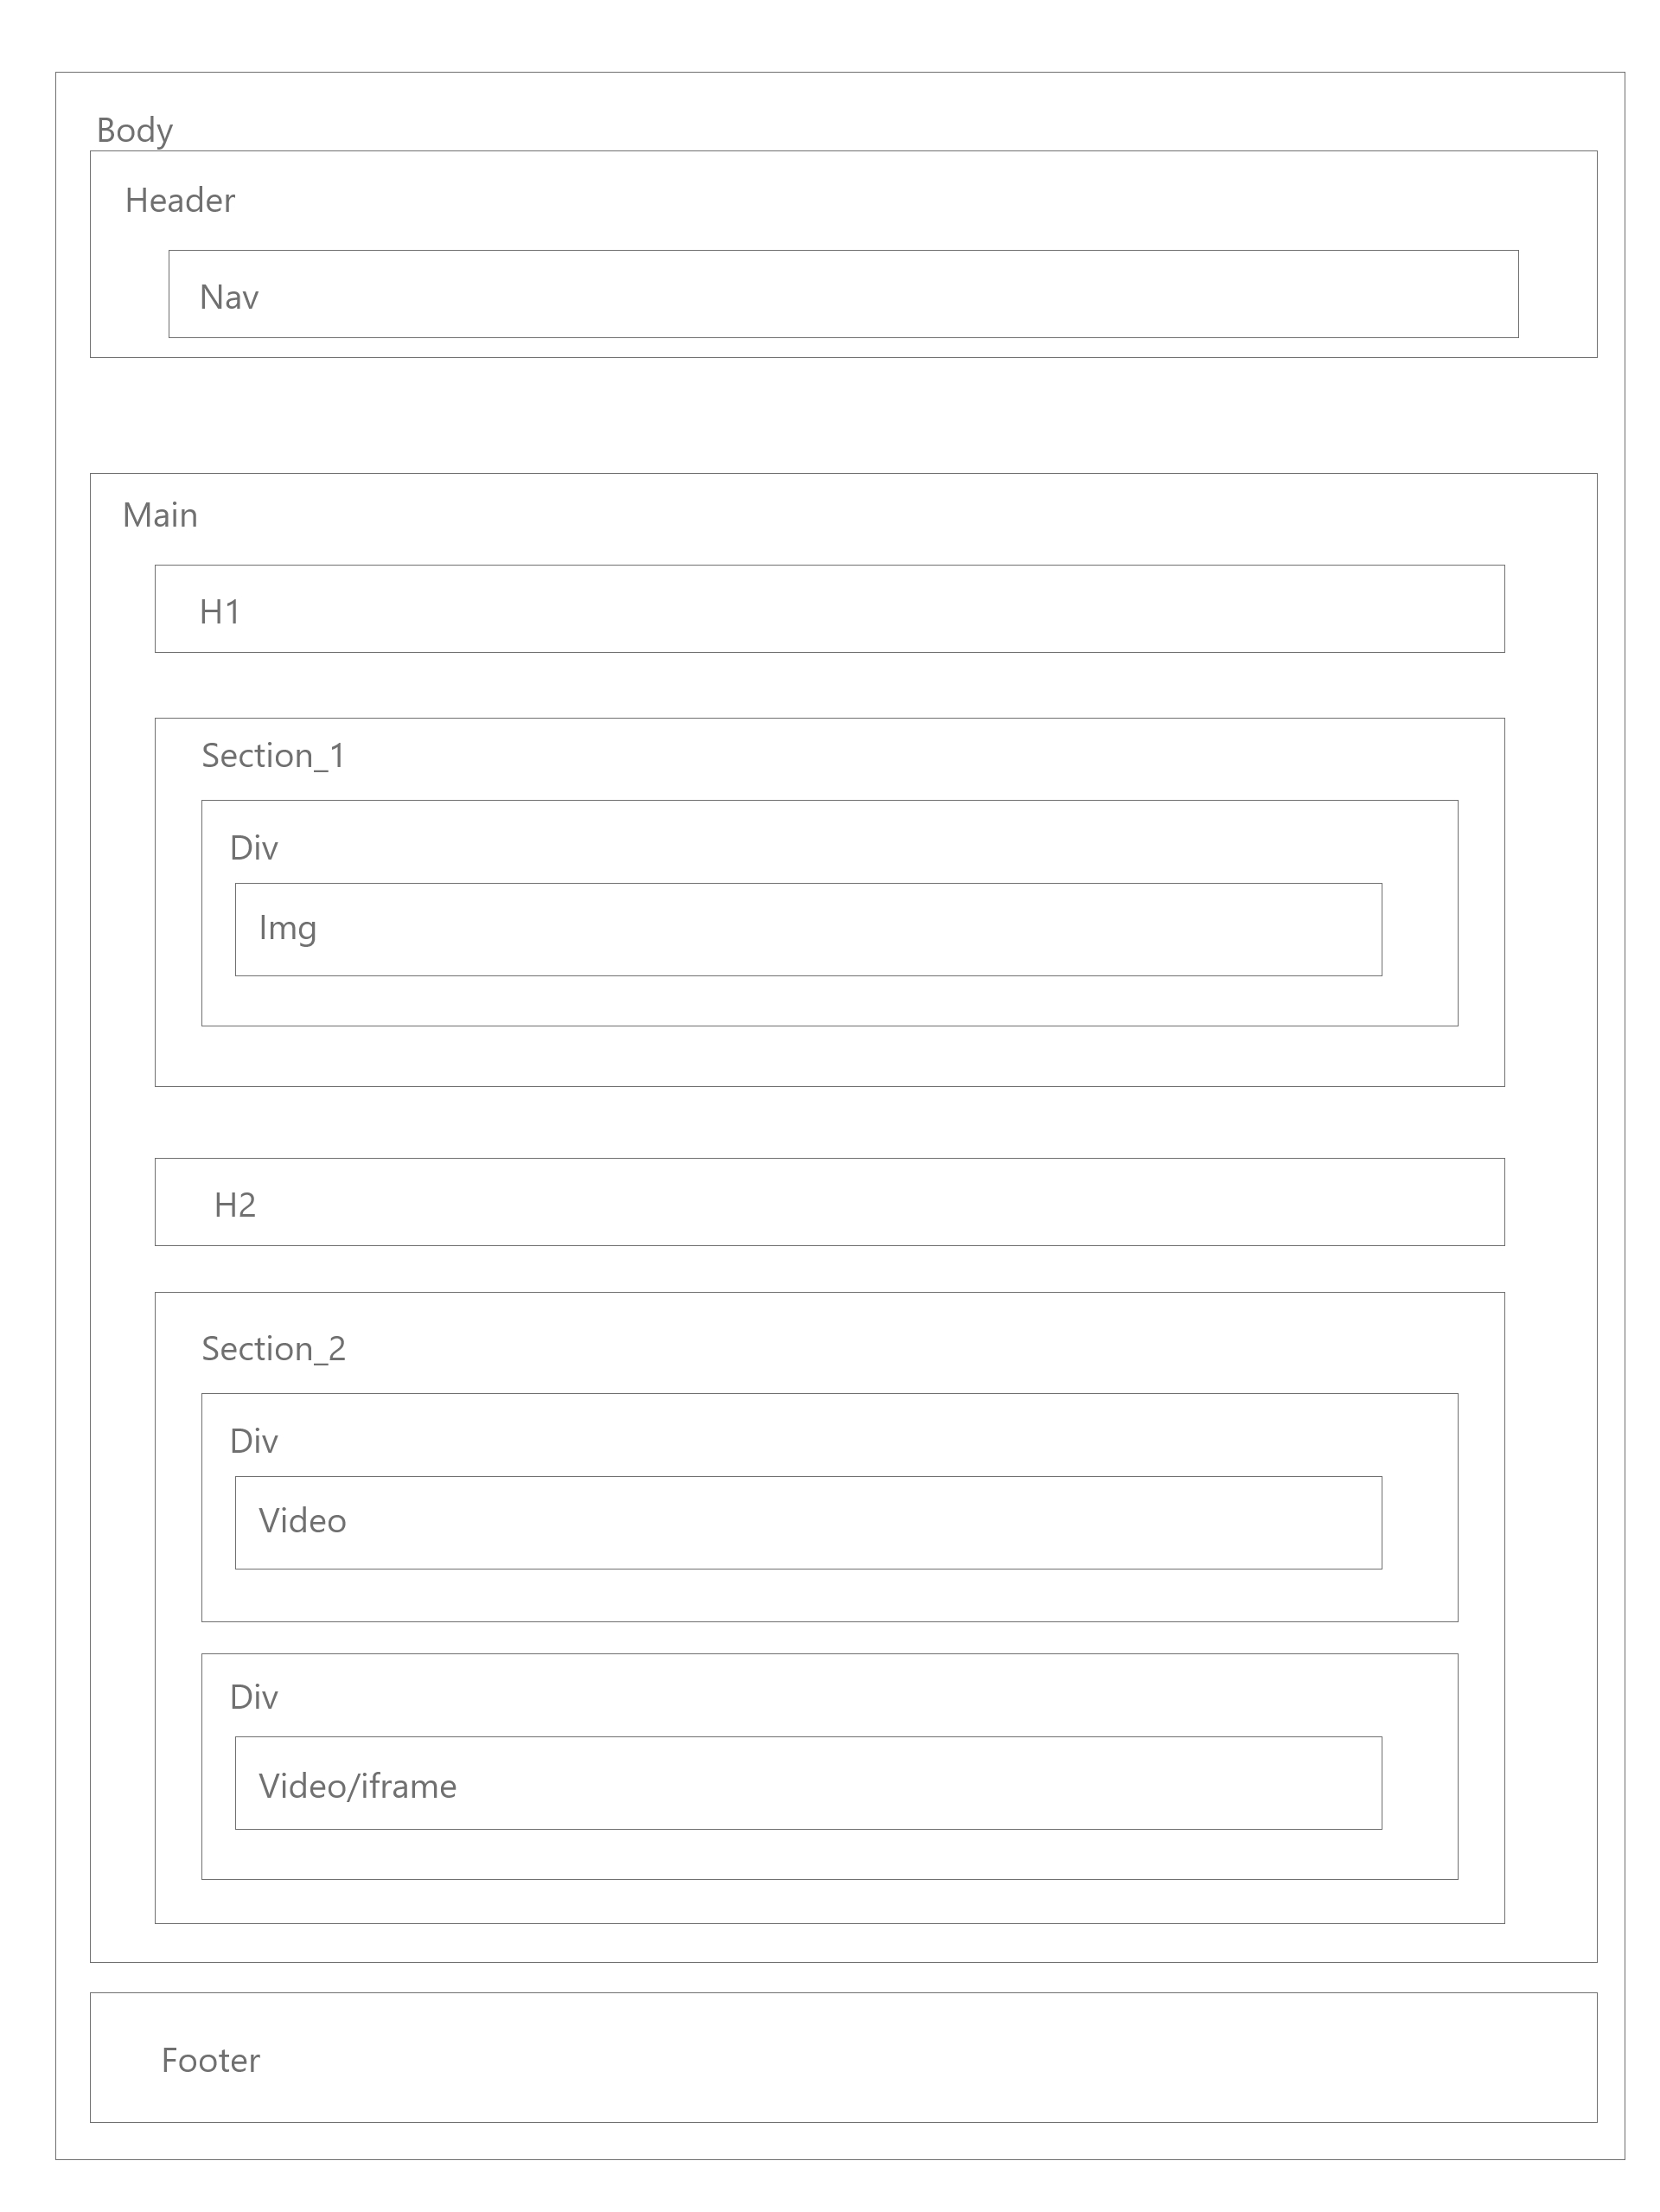 Body
Header
Nav
Main
H1
Section_1
Div
Img
H2
Section_2
Div
Video
Div
Video/iframe
Footer